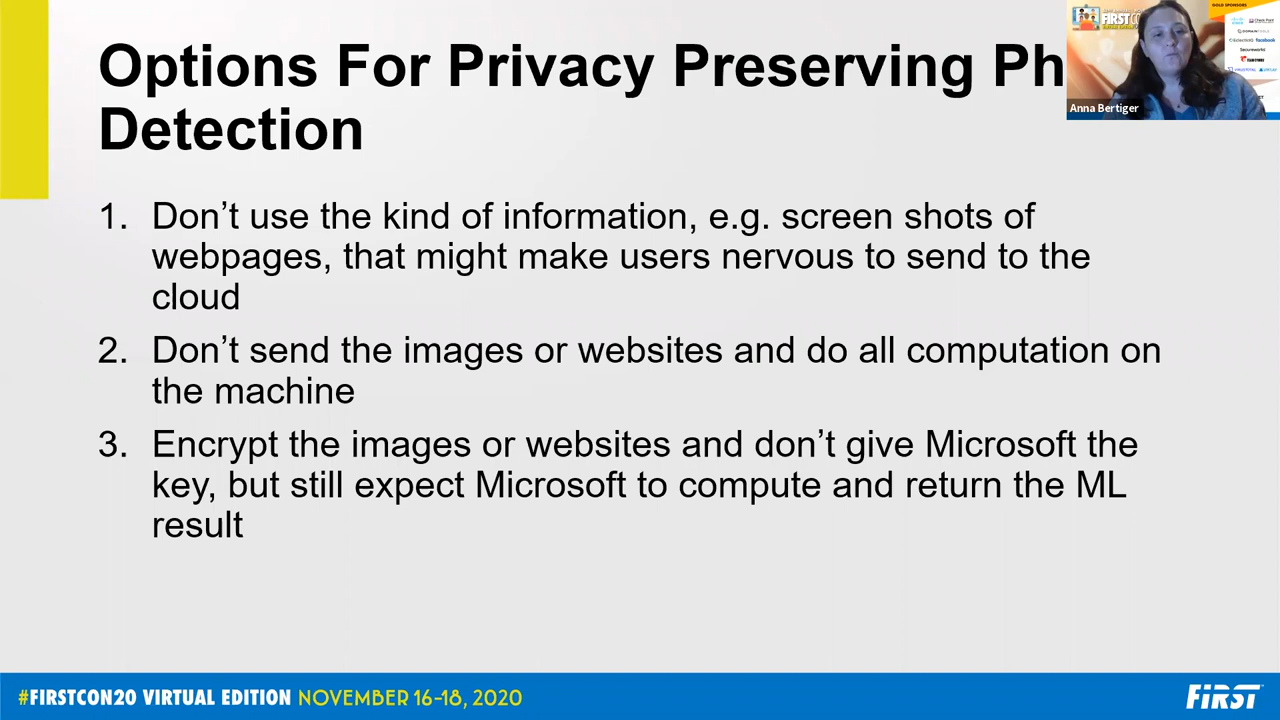 Options For Privacy Preserving Ph
Detection
1. Don’t use the kind of information, e.g. screen shots of
webpages, that might make users nervous to send to the
cloud
2. Don’t send the images or websites and do all computation on
the machine
3. Encrypt the images or websites and don’t give Microsoft the
key, but still expect Microsoft to compute and return the ML
result
GOLD SPONSORS
Check Point
facebook
Secureworks
Anna Bertiger
#FIRSTCON20 VIRTUAL EDITION NOVEMBER 16-18, 2020
FIRST